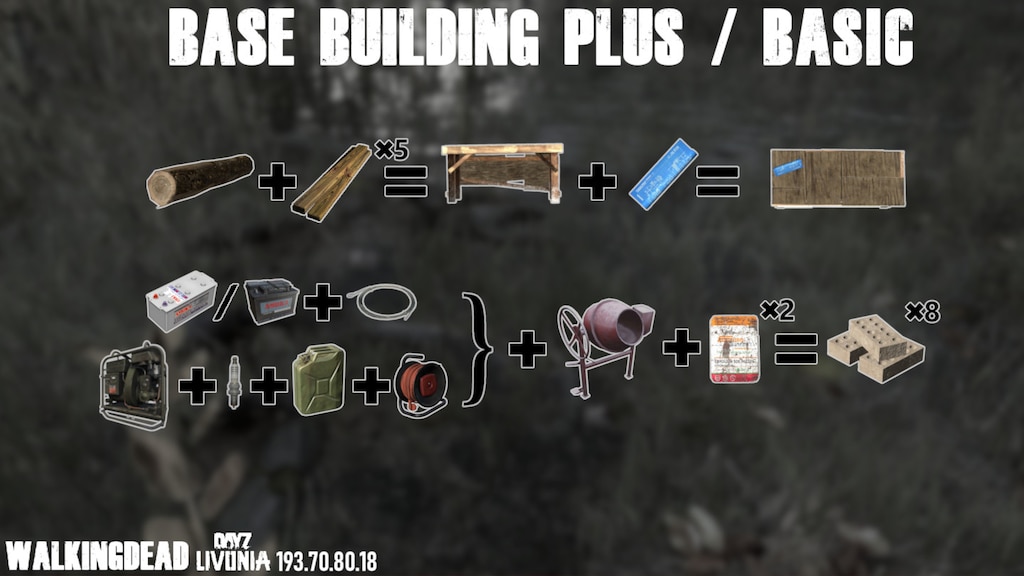 BASE BUILDING PLUS / BASIC
×5
×2
×8
WALKINGDEAD DAYZ LIVONIA 193.70.80.18